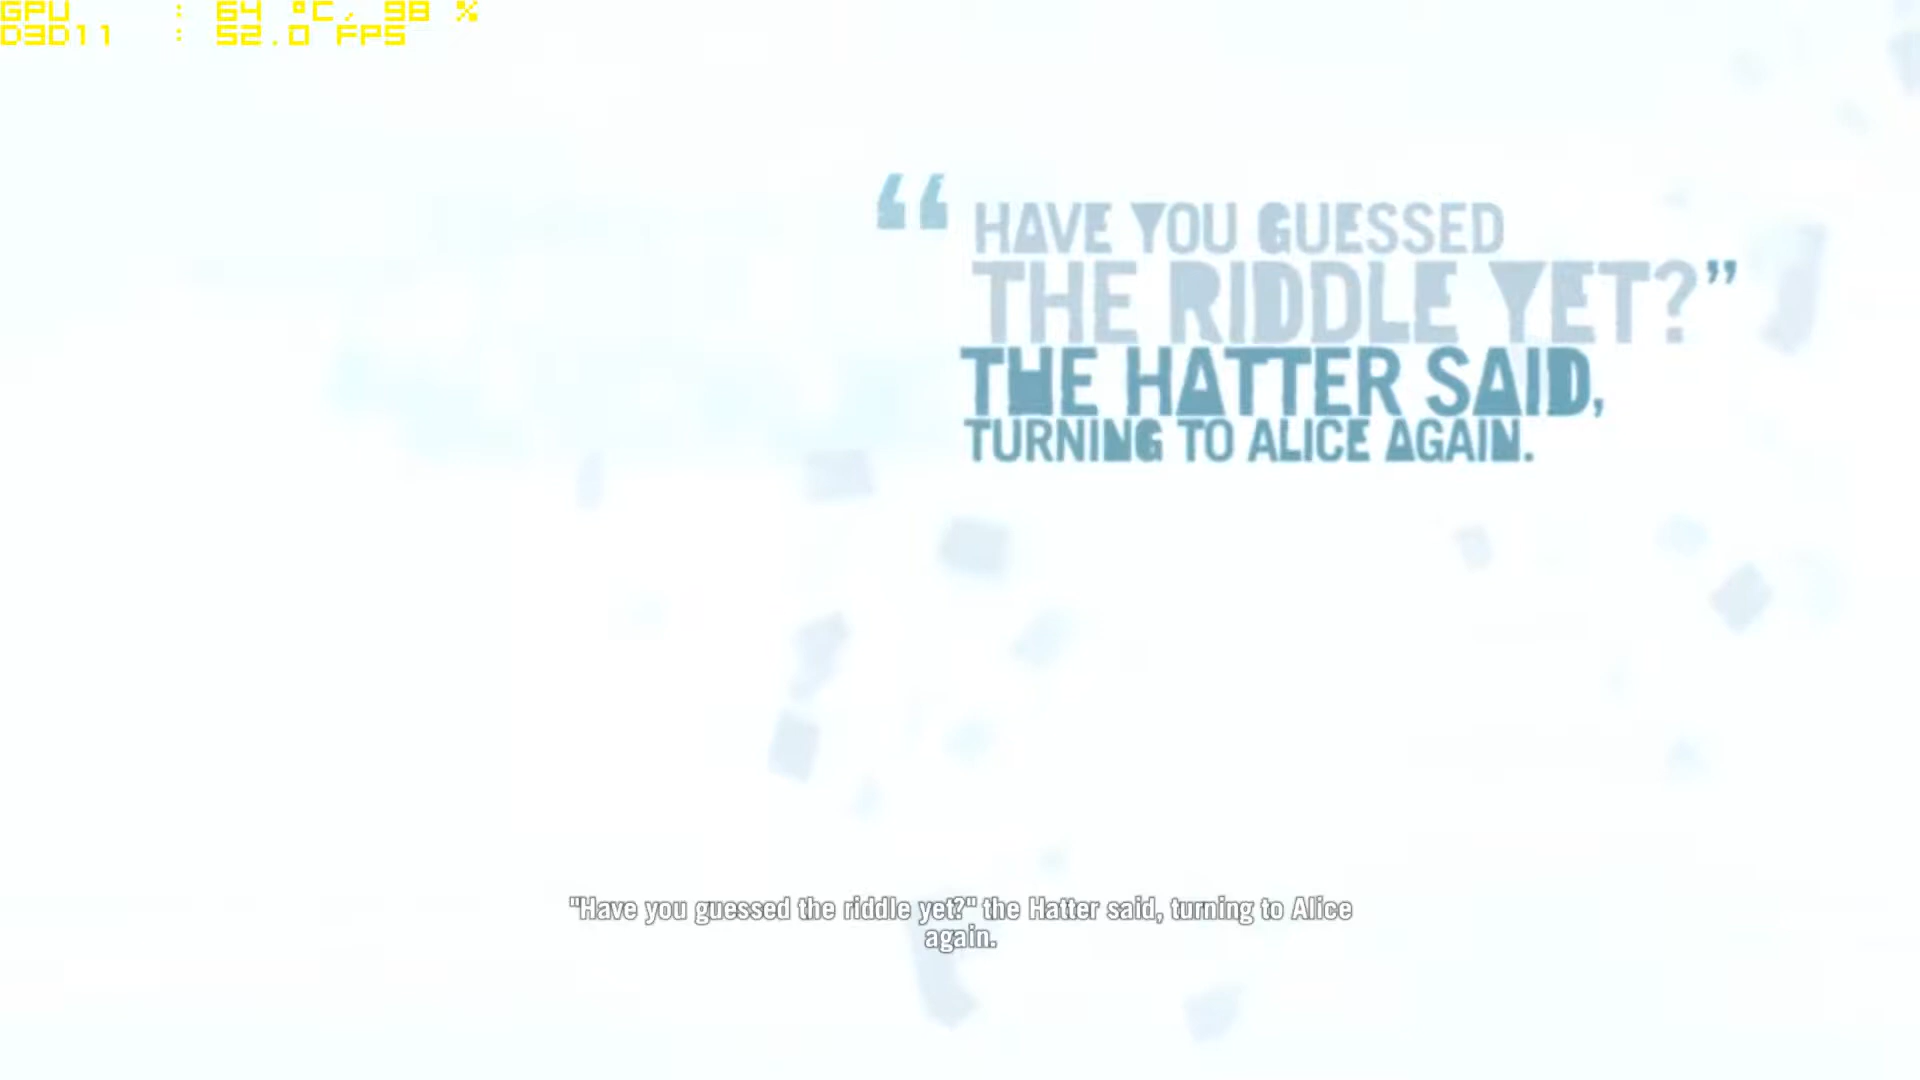 GPU : 64 °C, 98 %
D3D11 : 52.0 FPS
“ HAVE YOU GUESSED
THE RIDDLE YET?”
THE HATTER SAID,
TURNING TO ALICE AGAIN.
"Have you guessed the riddle yet?" the Hatter said, turning to Alice
again.